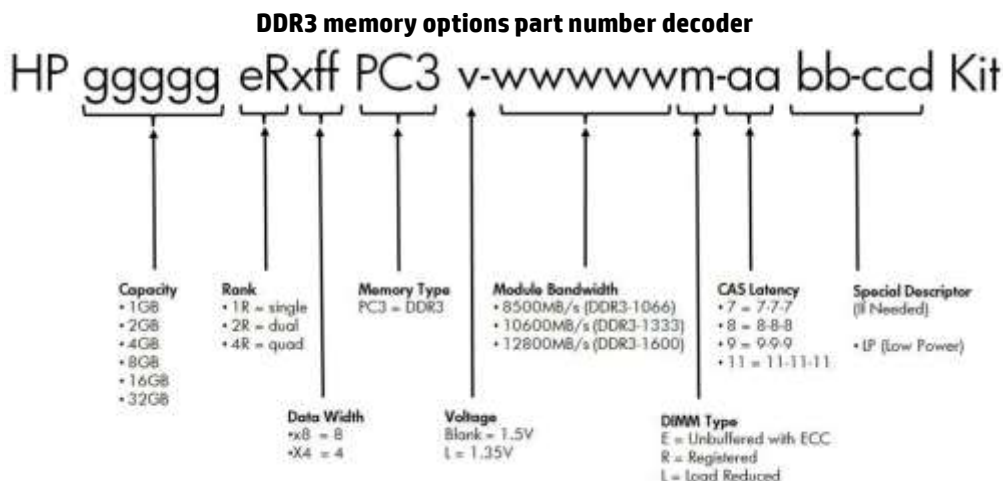 DDR3 memory options part number decoder
HP ggggg eRxff PC3 v-wwwwwm-aa bb-ccd Kit
Capacity
• 1GB
• 2GB
• 4GB
• 8GB
• 16GB
• 32GB
Rank
• 1R = single
• 2R = dual
• 4R = quad
Memory Type
PC3 = DDR3
Module Bandwidth
• 8500MB/s (DDR3-1066)
• 10600MB/s (DDR3-1333)
• 12800MB/s (DDR3-1600)
CAS Latency
• 7 = 7-7-7
• 8 = 8-8-8
• 9 = 9-9-9
• 11 = 11-11-11
Special Descriptor
(If Needed)
• LP (Low Power)
Data Width
•x8 = 8
•X4 = 4
Voltage
Blank = 1.5V
L = 1.35V
DIMM Type
E = Unbuffered with ECC
R = Registered
L = Load Reduced